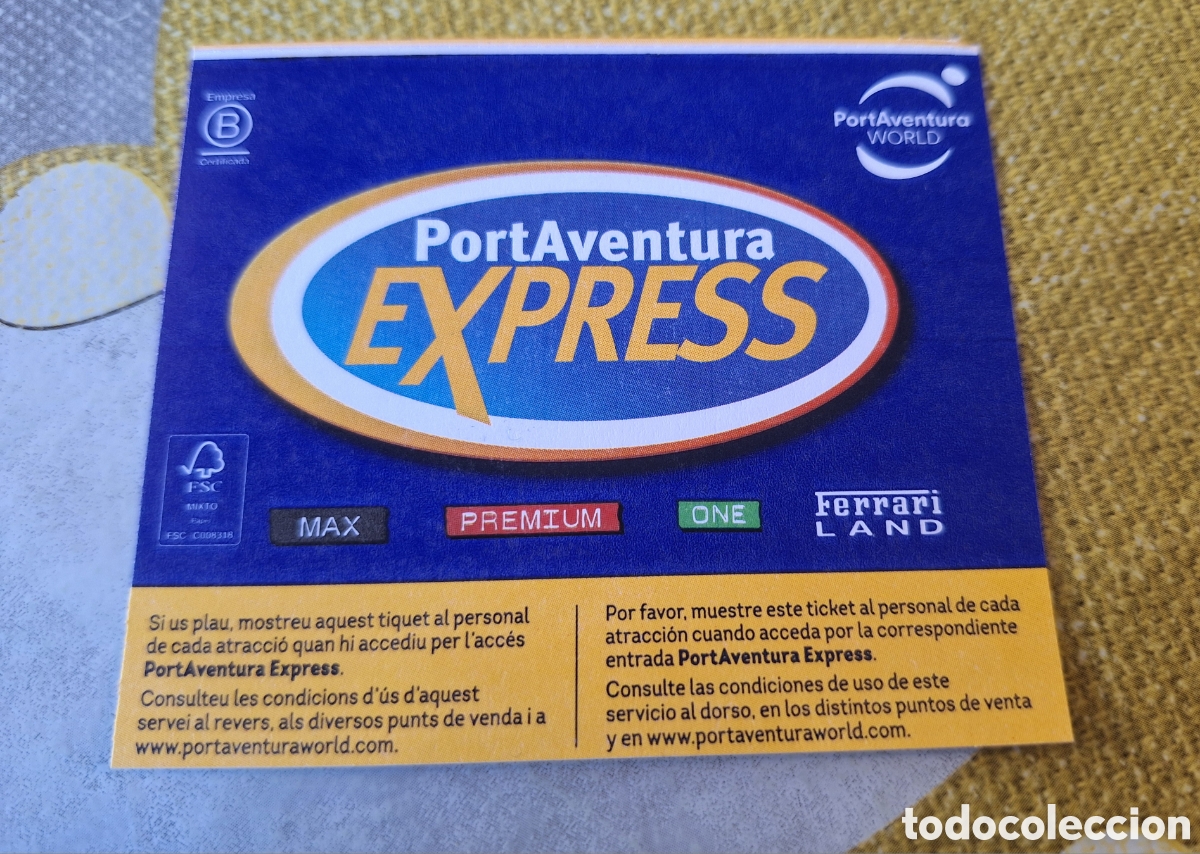 Empresa
B
Certificada
PortAventura
WORLD
PortAventura
EXPRESS
FSC
MIXTO
Papel
FSC C008318
MAX
PREMIUM
ONE
Ferrari
LAND
Si us plau, mostreu aquest tiquet al personal
de cada atracció quan hi accediu per l'accés
PortAventura Express.
Consulteu les condicions d'ús d'aquest
servei al revers, als diversos punts de venda i a
www.portaventuraworld.com.
Por favor, muestre este ticket al personal de cada
atracción cuando acceda por la correspondiente
entrada PortAventura Express.
Consulte las condiciones de uso de este
servicio al dorso, en los distintos puntos de venta
y en www.portaventuraworld.com.
todocoleccion